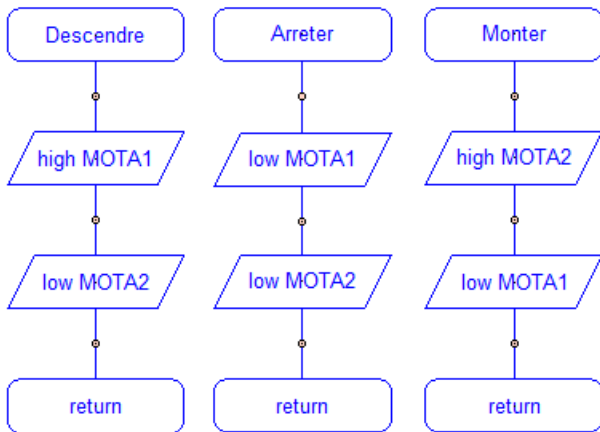 Descendre
high MOTA1
low MOTA2
return
Arreter
low MOTA1
low MOTA2
return
Monter
high MOTA2
low MOTA1
return